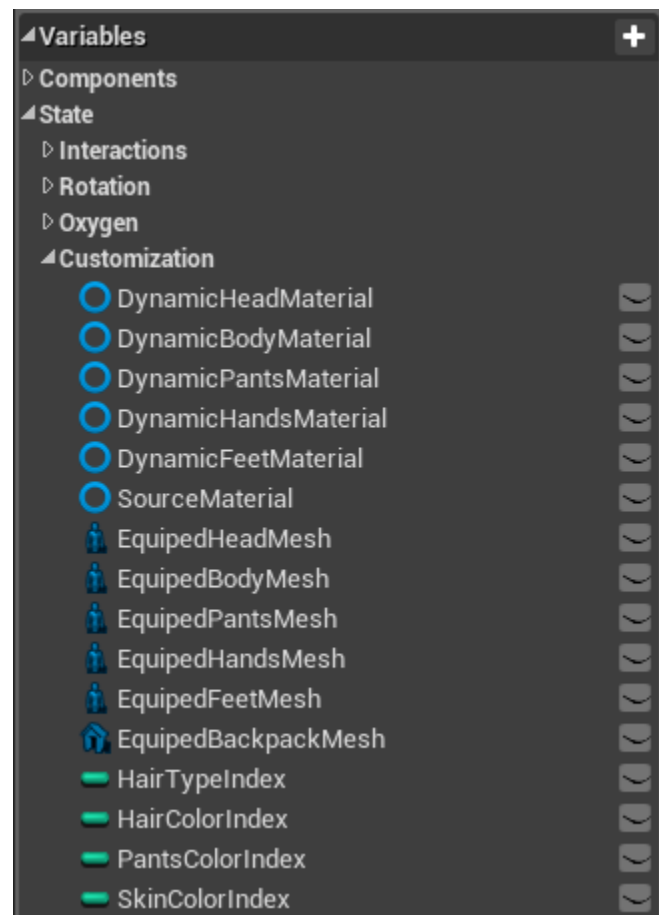 Variables
Components
State
Interactions
Rotation
Oxygen
Customization
DynamicHeadMaterial
DynamicBodyMaterial
DynamicPantsMaterial
DynamicHandsMaterial
DynamicFeetMaterial
SourceMaterial
EquipedHeadMesh
EquipedBodyMesh
EquipedPantsMesh
EquipedHandsMesh
EquipedFeetMesh
EquipedBackpackMesh
HairTypeIndex
HairColorIndex
PantsColorIndex
SkinColorIndex